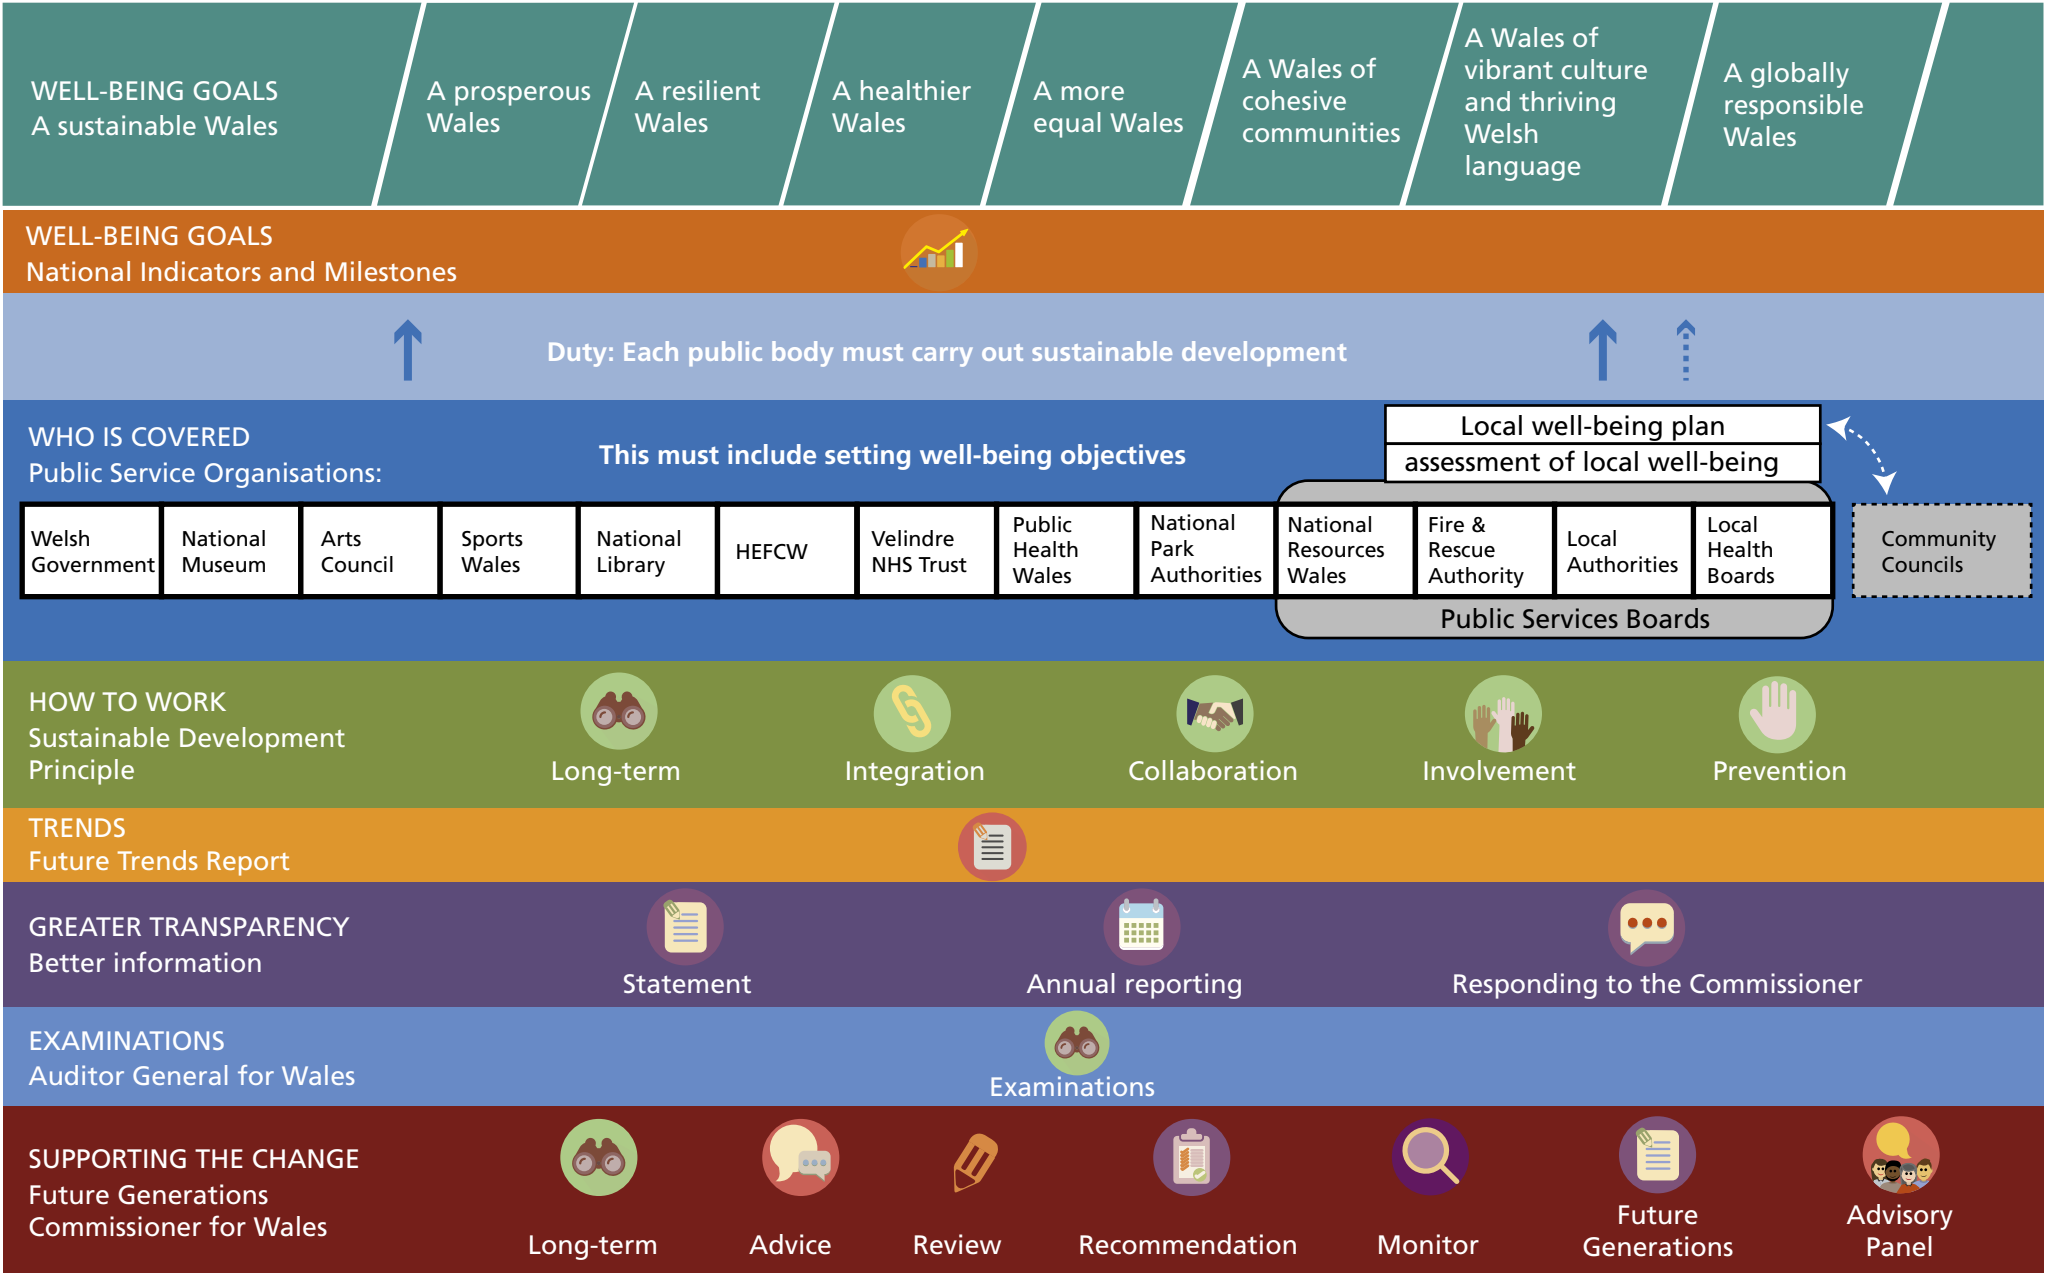 WELL-BEING GOALS
A sustainable Wales
A prosperous
Wales
A resilient
Wales
A healthier
Wales
A more
equal Wales
A Wales of
cohesive
communities
A Wales of
vibrant culture
and thriving
Welsh
language
A globally
responsible
Wales
WELL-BEING GOALS
National Indicators and Milestones
Duty: Each public body must carry out sustainable development
WHO IS COVERED
Public Service Organisations:
This must include setting well-being objectives
Local well-being plan
assessment of local well-being
Welsh
Government
National
Museum
Arts
Council
Sports
Wales
National
Library
HEFCW
Velindre
NHS Trust
Public
Health
Wales
National
Park
Authorities
National
Resources
Wales
Fire &
Rescue
Authority
Local
Authorities
Local
Health
Boards
Community
Councils
Public Services Boards
HOW TO WORK
Sustainable Development
Principle
Long-term
Integration
Collaboration
Involvement
Prevention
TRENDS
Future Trends Report
GREATER TRANSPARENCY
Better information
Statement
Annual reporting
Responding to the Commissioner
EXAMINATIONS
Auditor General for Wales
Examinations
SUPPORTING THE CHANGE
Future Generations
Commissioner for Wales
Long-term
Advice
Review
Recommendation
Monitor
Future
Generations
Advisory
Panel